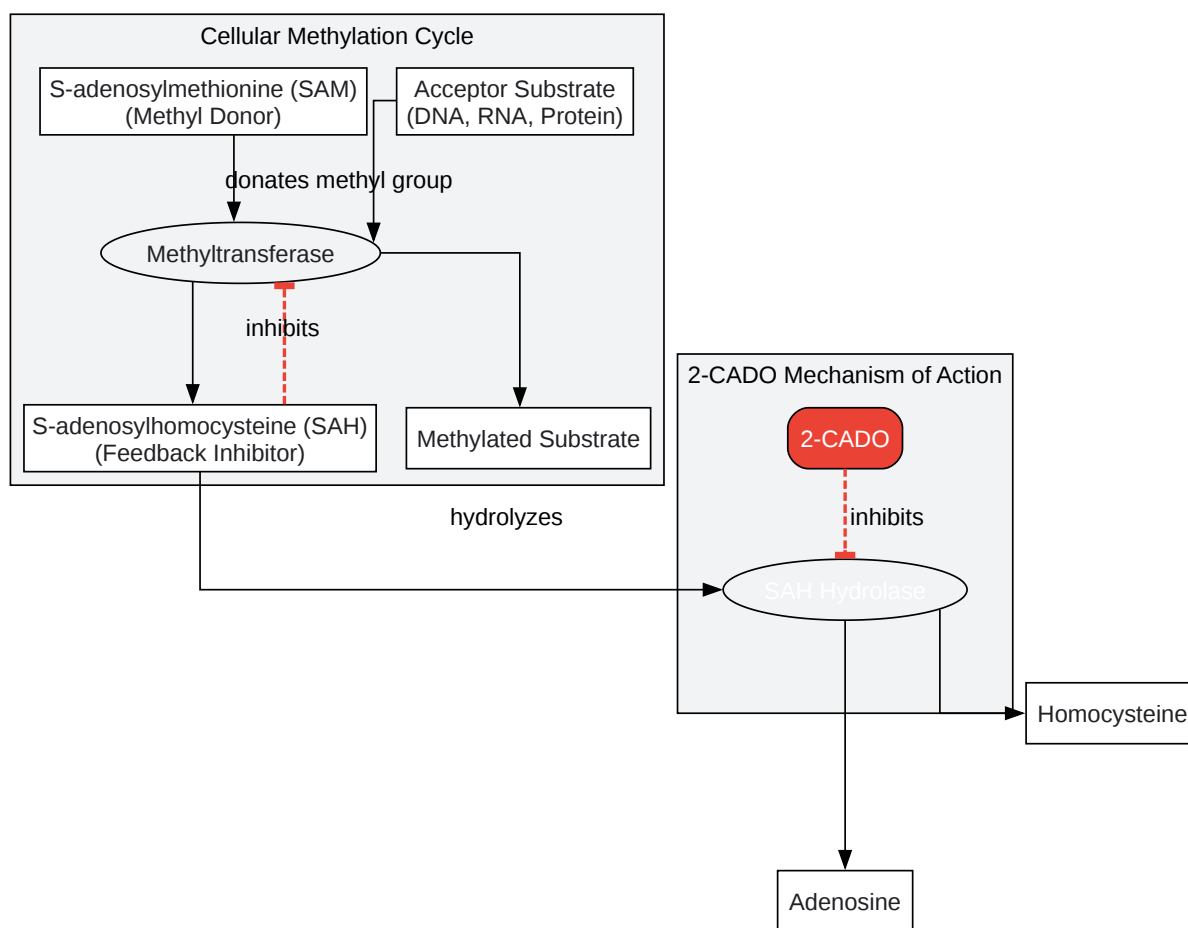 Cellular Methylation Cycle
S-adenosylmethionine (SAM)
(Methyl Donor)
Acceptor Substrate
(DNA, RNA, Protein)
donates methyl group
Methyltransferase
inhibits
S-adenosylhomocysteine (SAH)
(Feedback Inhibitor)
Methylated Substrate
2-CADO Mechanism of Action
2-CADO
hydrolyzes
inhibits
SAH Hydrolase
Homocysteine
Adenosine